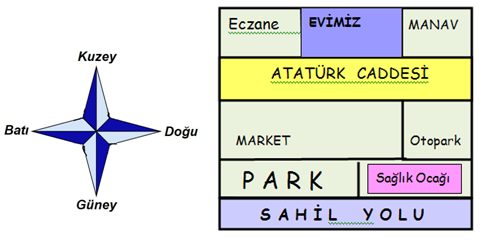 Kuzey
Batı
Doğu
Güney
Eczane
EVİMİZ
MANAV
ATATÜRK CADDESİ
MARKET
Otopark
PARK
Sağlık Ocağı
SAHİL YOLU